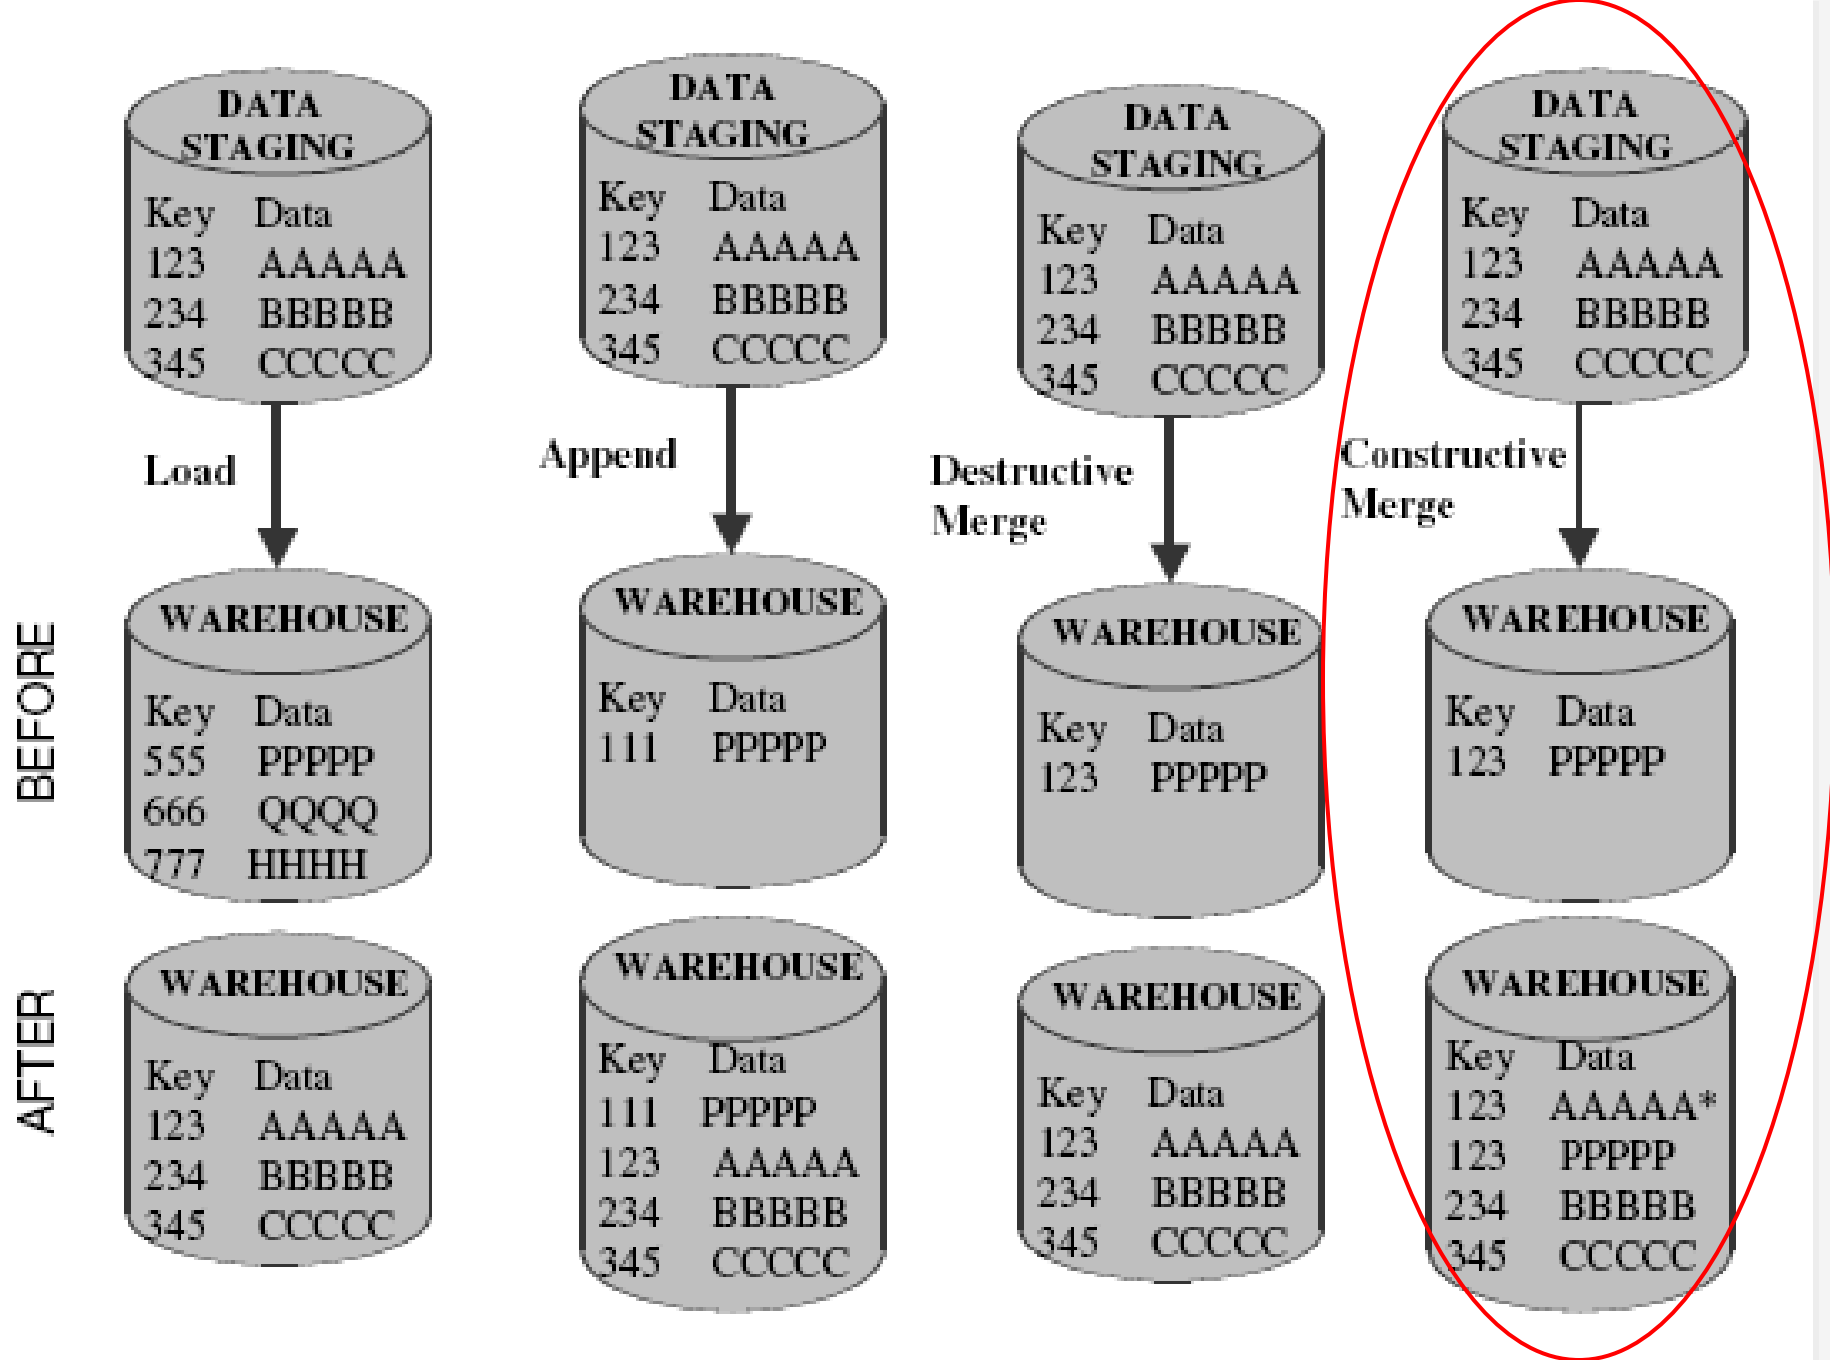 DATA
STAGING
Key Data
123 AAAAA
234 BBBBB
345 CCCCC
Load
WAREHOUSE
Key Data
555 PPPPP
666 QQQQ
777 HHHH
WAREHOUSE
Key Data
123 AAAAA
234 BBBBB
345 CCCCC
DATA
STAGING
Key Data
123 AAAAA
234 BBBBB
345 CCCCC
Append
WAREHOUSE
Key Data
111 PPPPP
WAREHOUSE
Key Data
111 PPPPP
123 AAAAA
234 BBBBB
345 CCCCC
DATA
STAGING
Key Data
123 AAAAA
234 BBBBB
345 CCCCC
Destructive
Merge
WAREHOUSE
Key Data
123 PPPPP
WAREHOUSE
Key Data
123 AAAAA
234 BBBBB
345 CCCCC
DATA
STAGING
Key Data
123 AAAAA
234 BBBBB
345 CCCCC
Constructive
Merge
WAREHOUSE
Key Data
123 PPPPP
WAREHOUSE
Key Data
123 AAAAA*
123 PPPPP
234 BBBBB
345 CCCCC
BEFORE
AFTER